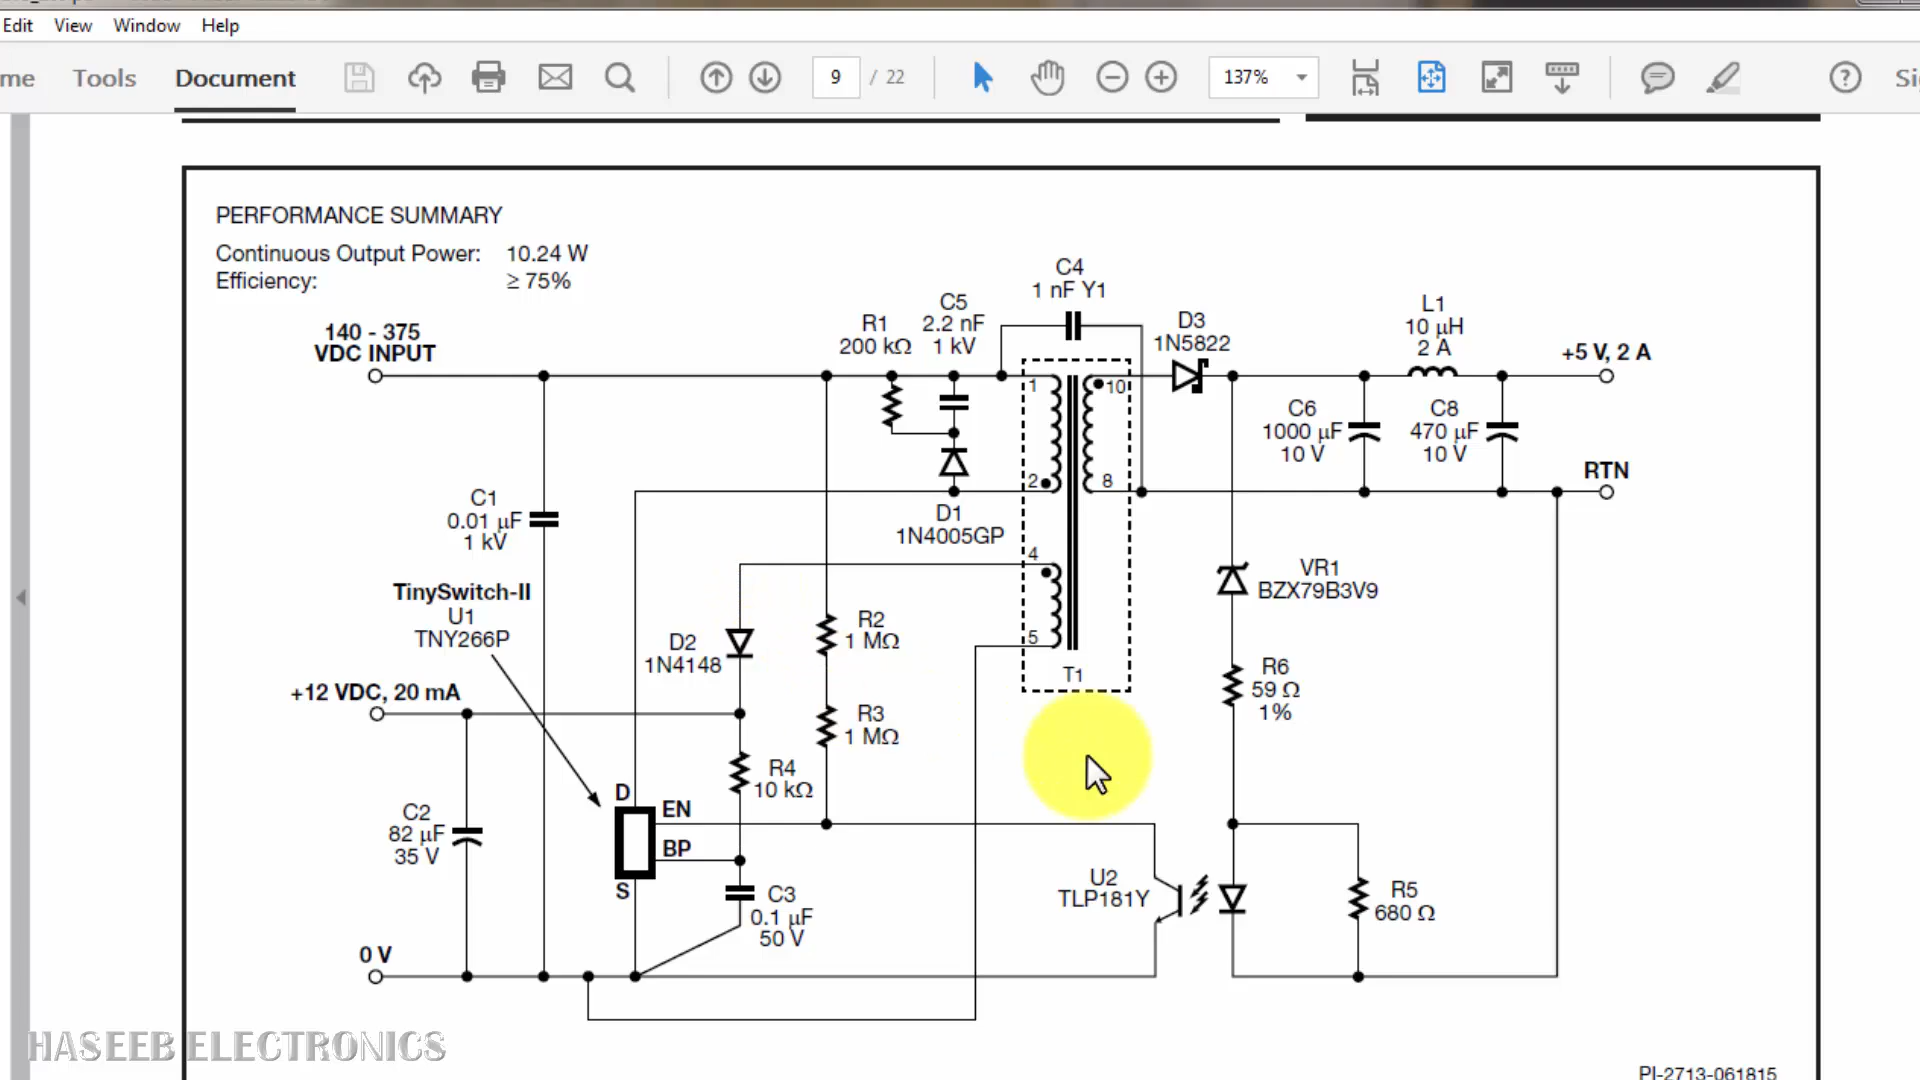 Edit View Window Help
me Tools Document 9 / 22 137%
PERFORMANCE SUMMARY
Continuous Output Power: 10.24 W
Efficiency: ≥ 75%
140 - 375
VDC INPUT
R1
200 kΩ
C5
2.2 nF
1 kV
C4
1 nF Y1
D3
1N5822
L1
10 µH
2 A
+5 V, 2 A
1
10
C6
1000 µF
10 V
C8
470 µF
10 V
RTN
2
8
C1
0.01 µF
1 kV
D1
1N4005GP
4
5
T1
VR1
BZX79B3V9
TinySwitch-II
U1
TNY266P
D2
1N4148
R2
1 MΩ
R6
59 Ω
1%
+12 VDC, 20 mA
R3
1 MΩ
R4
10 kΩ
D
EN
BP
S
C2
82 µF
35 V
C3
0.1 µF
50 V
U2
TLP181Y
R5
680 Ω
0 V
HASEEB ELECTRONICS
PI-2713-061815